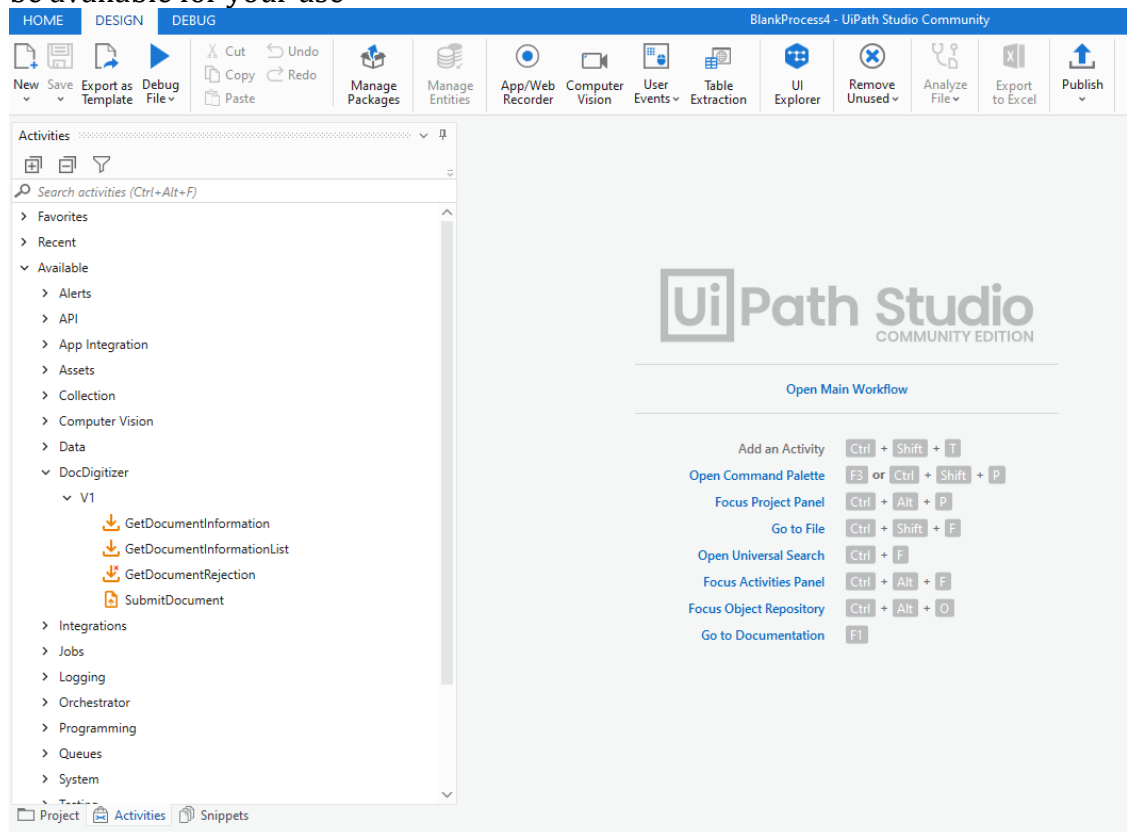 be available for your use
HOME DESIGN DEBUG BlankProcess4 - UiPath Studio Community
New Save Export as Template Debug File Cut Copy Paste Undo Redo Manage Packages Manage Entities App/Web Recorder Computer Vision User Events Table Extraction UI Explorer Remove Unused Analyze File Export to Excel Publish
Activities
Search activities (Ctrl+Alt+F)
Favorites
Recent
Available
Alerts
API
App Integration
Assets
Collection
Computer Vision
Data
DocDigitizer
V1
GetDocumentInformation
GetDocumentInformationList
GetDocumentRejection
SubmitDocument
Integrations
Jobs
Logging
Orchestrator
Programming
Queues
System
Testing
Project Activities Snippets
UiPath Studio
COMMUNITY EDITION
Open Main Workflow
Add an Activity Ctrl + Shift + T
Open Command Palette F3 or Ctrl + Shift + P
Focus Project Panel Ctrl + Alt + P
Go to File Ctrl + Shift + F
Open Universal Search Ctrl + F
Focus Activities Panel Ctrl + Alt + F
Focus Object Repository Ctrl + Alt + O
Go to Documentation F1